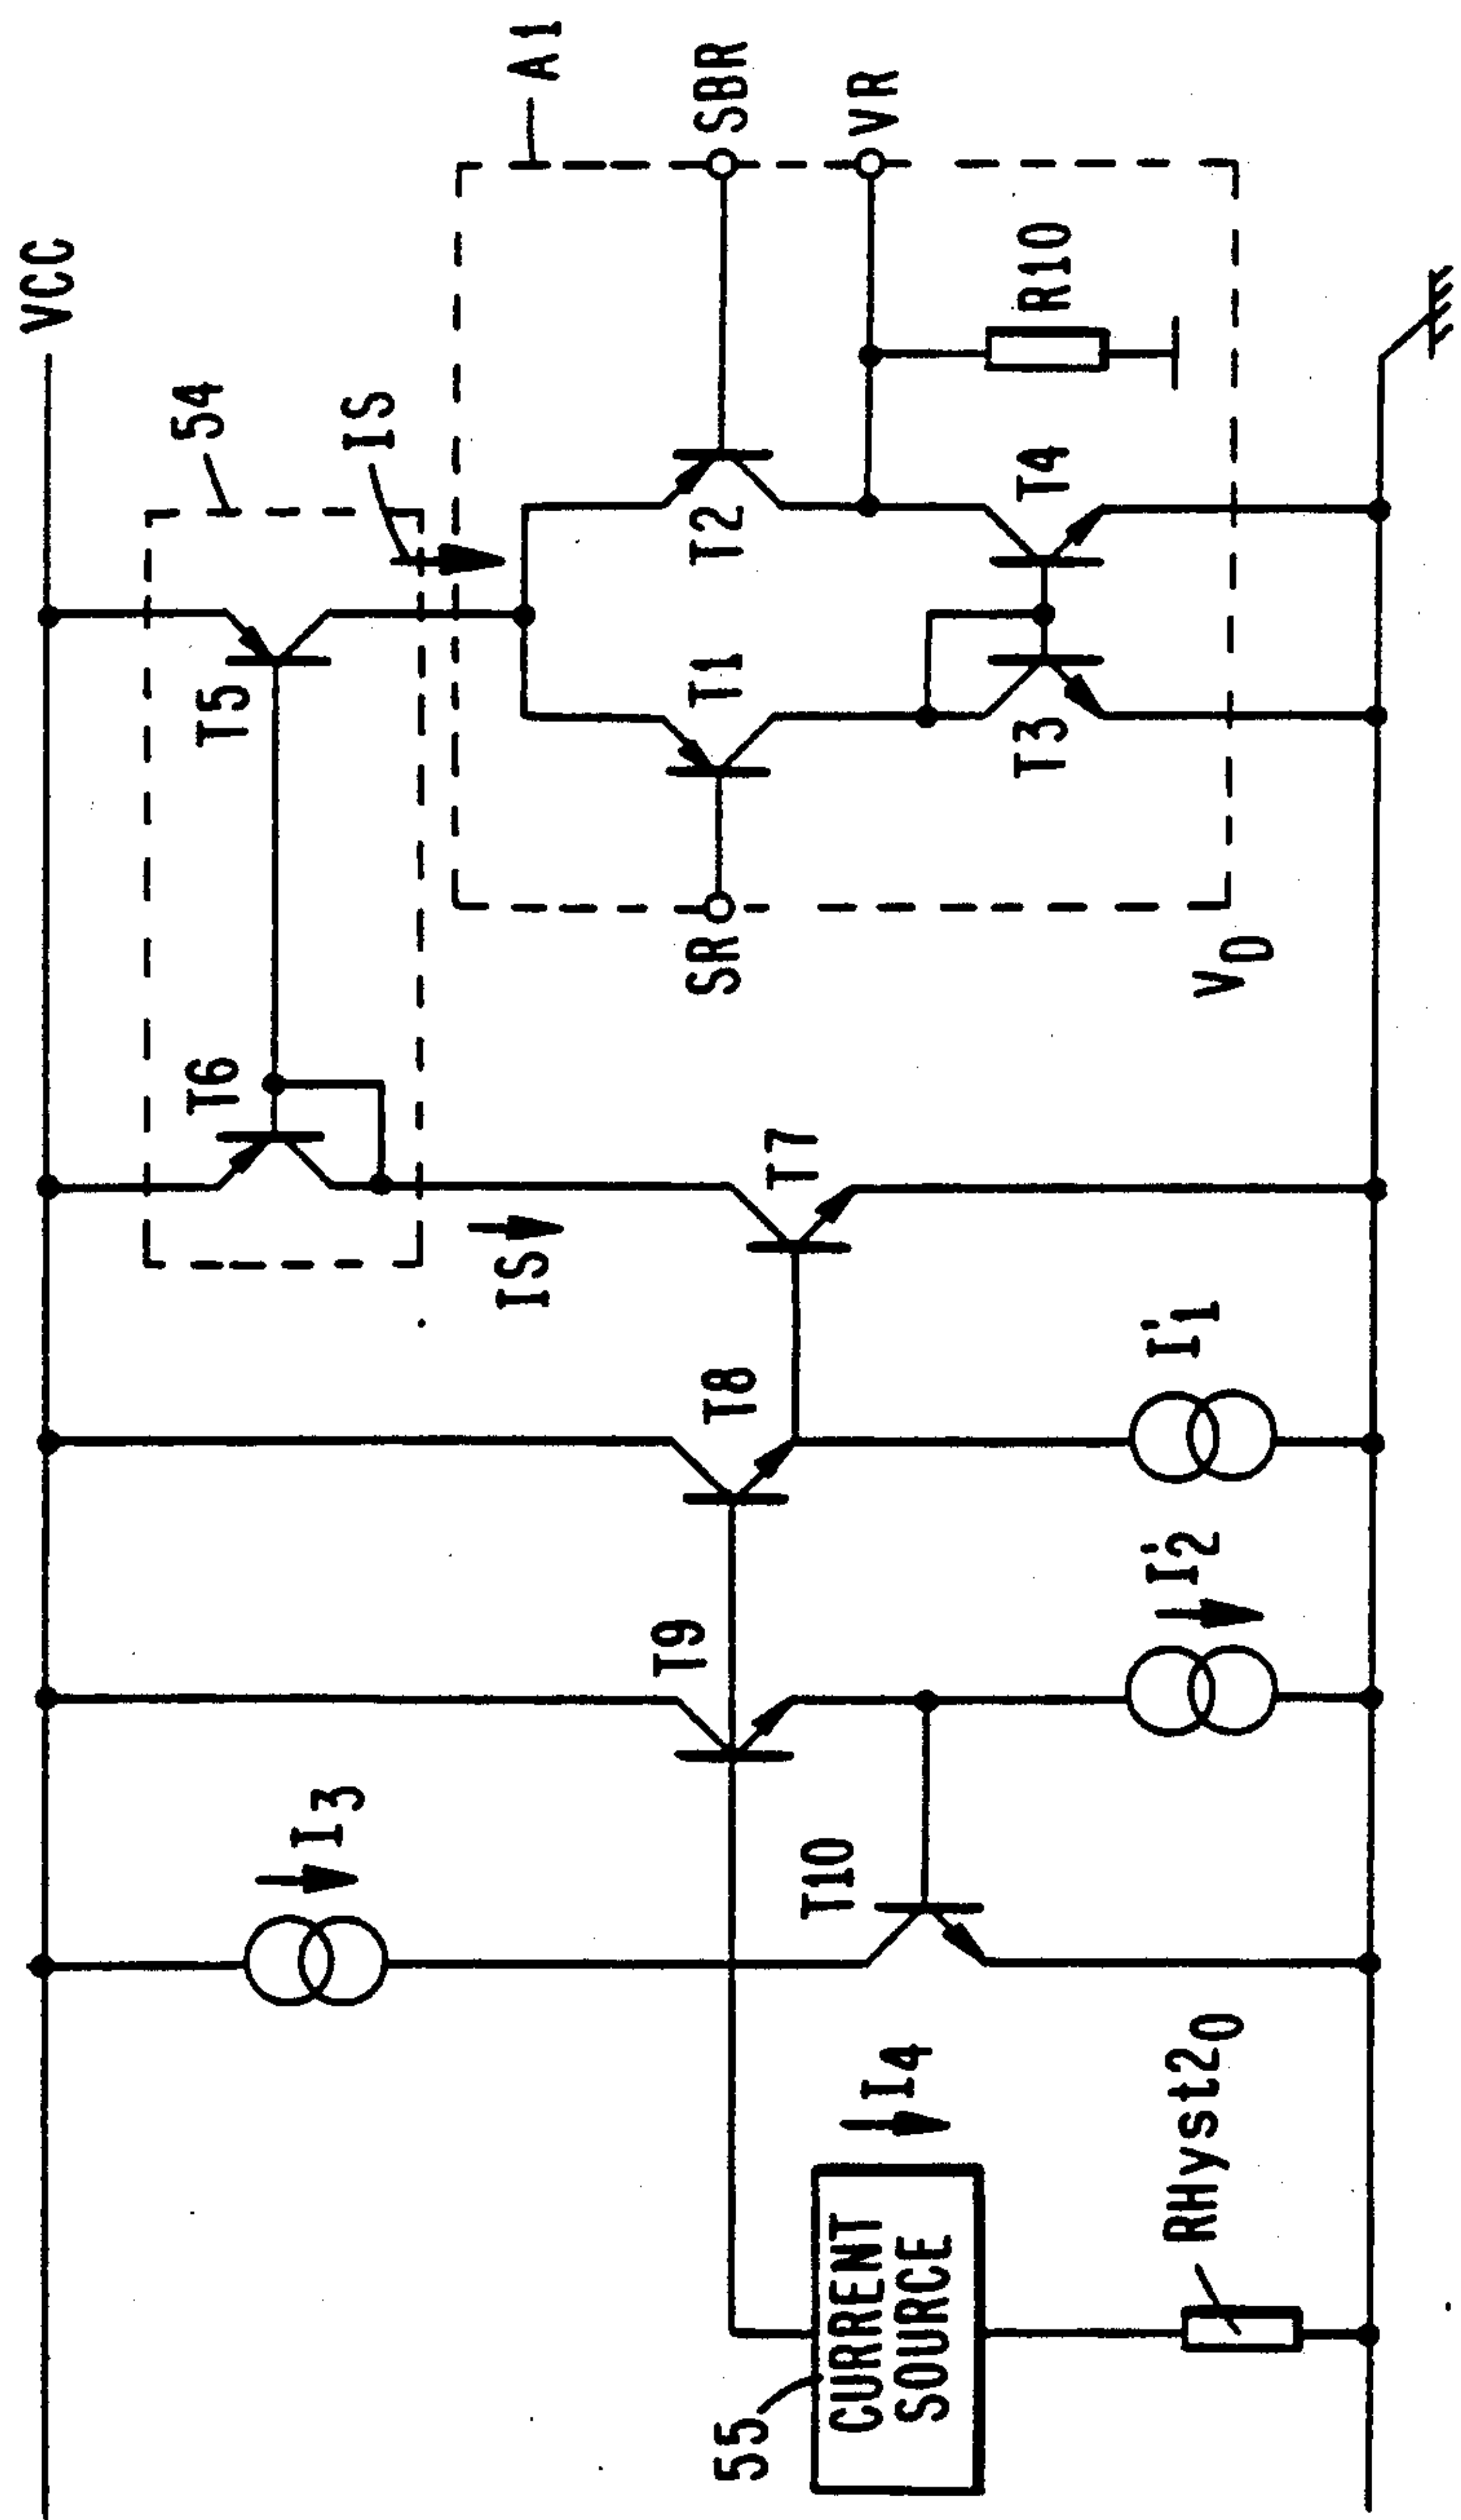 VCC
54
IS
A1
T5
T6
SBR
VR
T2
T1
SR
R10
T4
T3
V0
IS
T7
T8
I'1
I'2
T9
I3
T10
I4
55
CURRENT
SOURCE
RHyst20